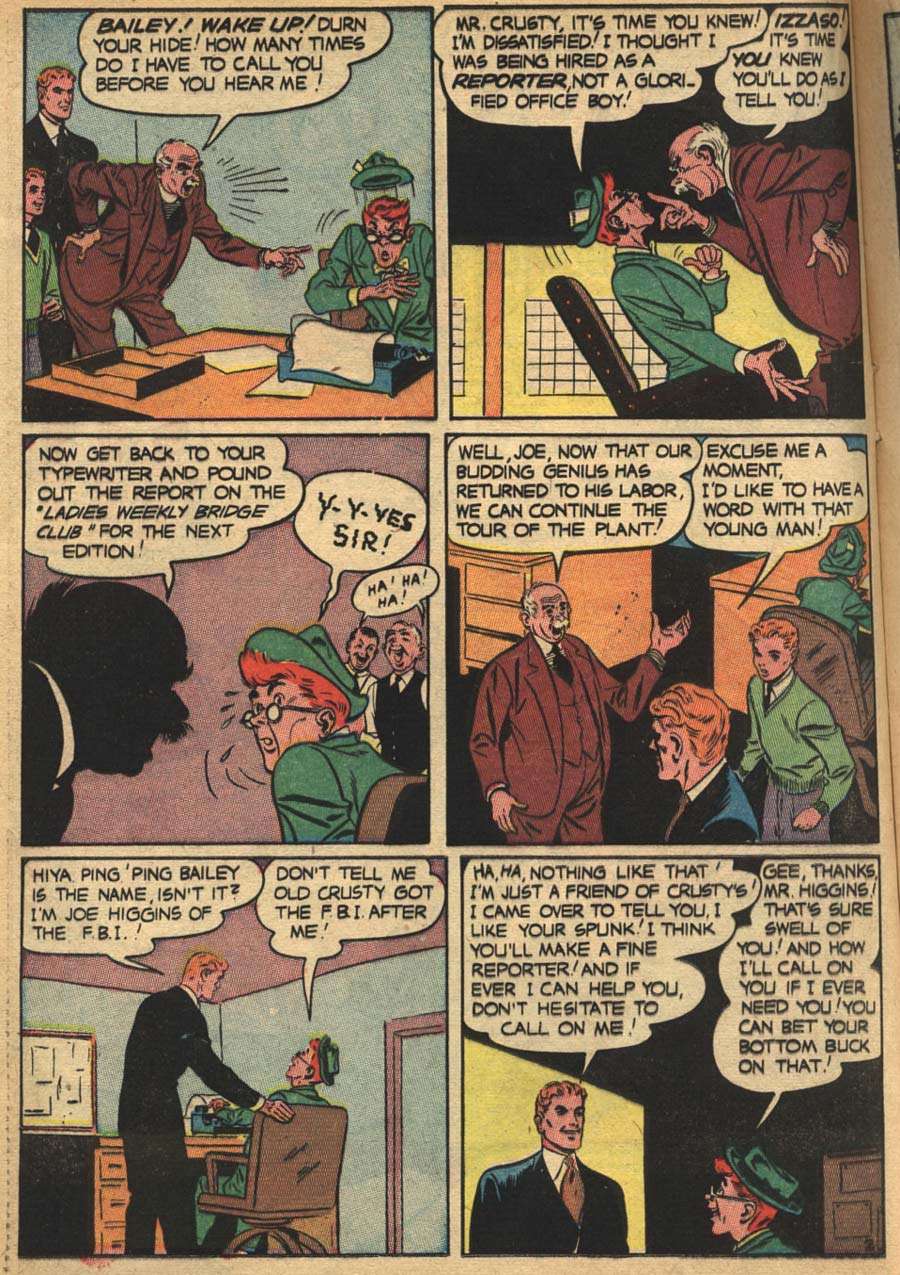 BAILEY! WAKE UP! DURN
YOUR HIDE! HOW MANY TIMES
DO I HAVE TO CALL YOU
BEFORE YOU HEAR ME!
MR. CRUSTY, IT'S TIME YOU KNEW!
I'M DISSATISFIED! I THOUGHT I
WAS BEING HIRED AS A
REPORTER, NOT A GLORI-
FIED OFFICE BOY!
IZZASO!
IT'S TIME
YOU KNEW
YOU'LL DO AS I
TELL YOU!
NOW GET BACK TO YOUR
TYPEWRITER AND POUND
OUT THE REPORT ON THE
"LADIES WEEKLY BRIDGE
CLUB" FOR THE NEXT
EDITION!
Y-Y-YES
SIR!
HA! HA!
HA!
WELL, JOE, NOW THAT OUR
BUDDING GENIUS HAS
RETURNED TO HIS LABOR,
WE CAN CONTINUE THE
TOUR OF THE PLANT!
EXCUSE ME A
MOMENT,
I'D LIKE TO HAVE A
WORD WITH THAT
YOUNG MAN!
HIYA PING! PING BAILEY
IS THE NAME, ISN'T IT?
I'M JOE HIGGINS OF
THE F.B.I.!
DON'T TELL ME
OLD CRUSTY GOT
THE F.B.I. AFTER
ME!
HA, HA, NOTHING LIKE THAT!
I'M JUST A FRIEND OF CRUSTY'S!
I CAME OVER TO TELL YOU, I
LIKE YOUR SPUNK! I THINK
YOU'LL MAKE A FINE
REPORTER! AND IF
EVER I CAN HELP YOU,
DON'T HESITATE TO
CALL ON ME!
GEE, THANKS,
MR. HIGGINS!
THAT'S SURE
SWELL OF
YOU! AND HOW
I'LL CALL ON
YOU IF I EVER
NEED YOU! YOU
CAN BET YOUR
BOTTOM BUCK
ON THAT!